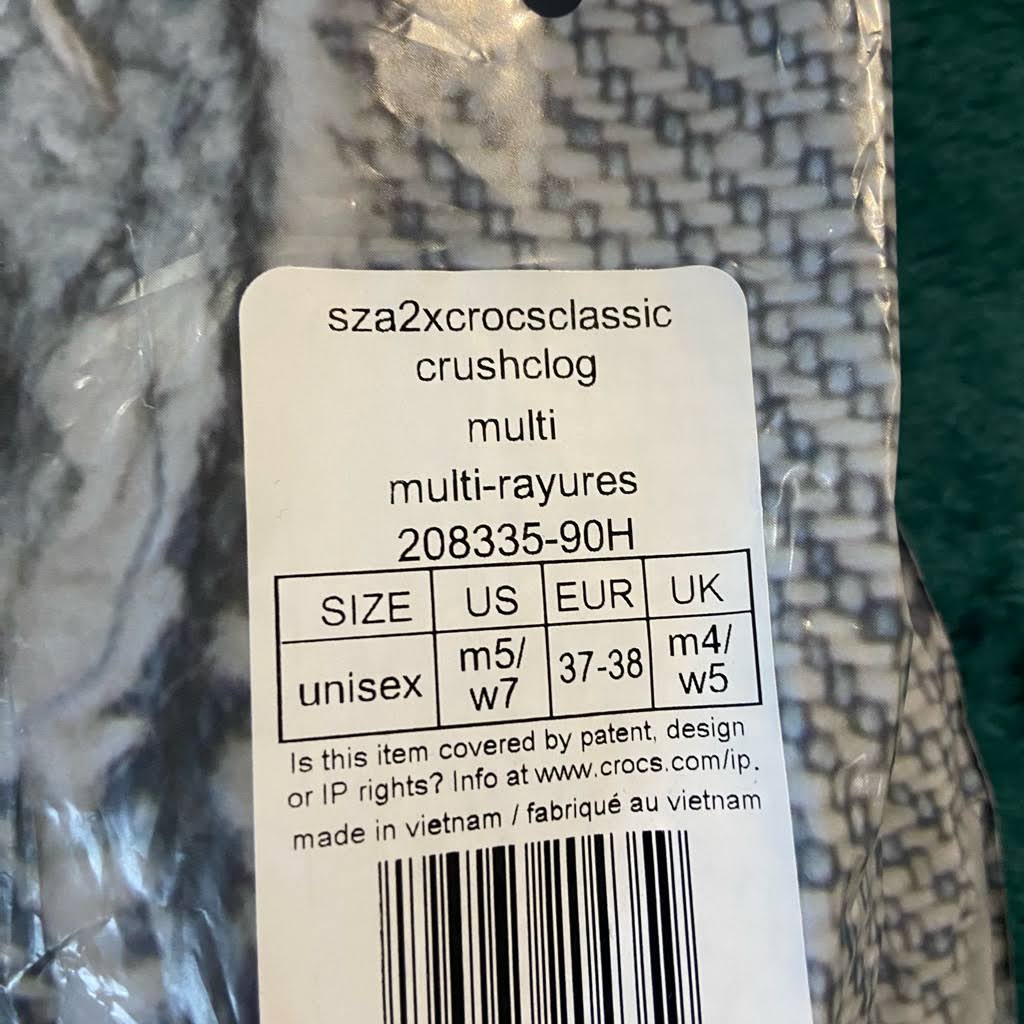 sza2xcrocsclassic
crushclog
multi
multi-rayures
208335-90H
SIZE US EUR UK
unisex m5/ w7 37-38 m4/ w5
Is this item covered by patent, design
or IP rights? Info at www.crocs.com/ip.
made in vietnam / fabriqué au vietnam